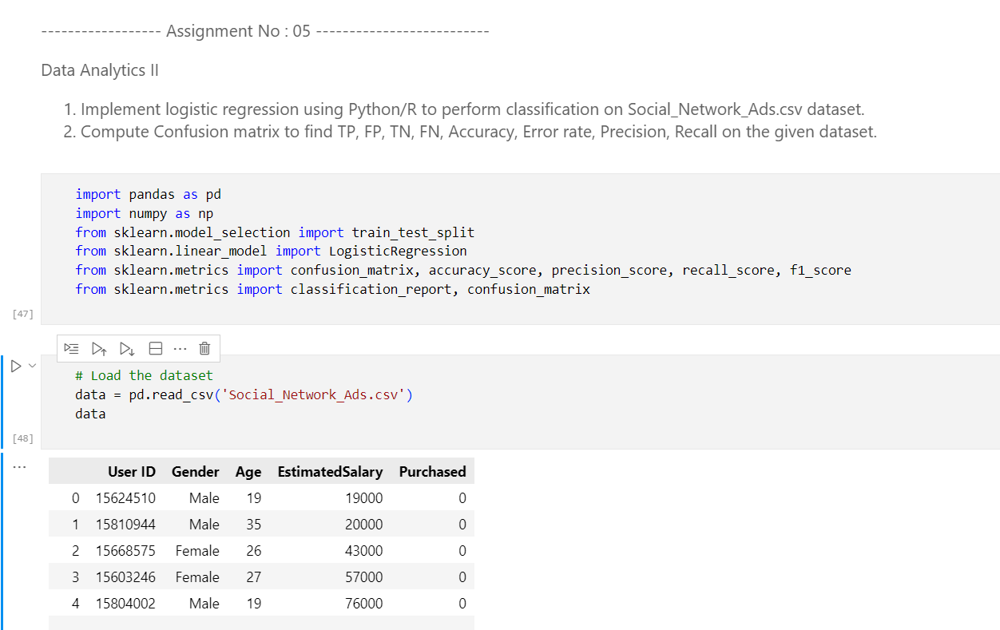 ------------------ Assignment No : 05 --------------------------
Data Analytics II
1. Implement logistic regression using Python/R to perform classification on Social_Network_Ads.csv dataset.
2. Compute Confusion matrix to find TP, FP, TN, FN, Accuracy, Error rate, Precision, Recall on the given dataset.
import pandas as pd
import numpy as np
from sklearn.model_selection import train_test_split
from sklearn.linear_model import LogisticRegression
from sklearn.metrics import confusion_matrix, accuracy_score, precision_score, recall_score, f1_score
from sklearn.metrics import classification_report, confusion_matrix
[47]
# Load the dataset
data = pd.read_csv('Social_Network_Ads.csv')
data
[48]
User ID Gender Age EstimatedSalary Purchased
0 15624510 Male 19 19000 0
1 15810944 Male 35 20000 0
2 15668575 Female 26 43000 0
3 15603246 Female 27 57000 0
4 15804002 Male 19 76000 0